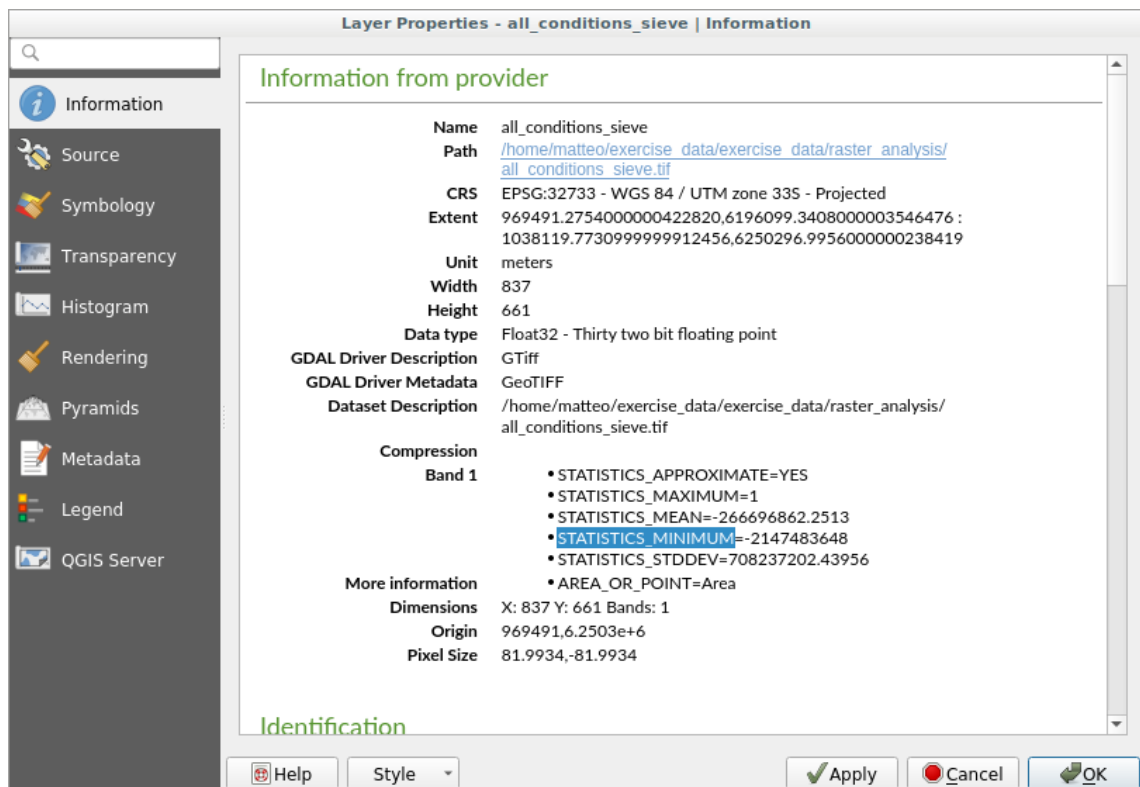 Layer Properties - all_conditions_sieve | Information
Information
Source
Symbology
Transparency
Histogram
Rendering
Pyramids
Metadata
Legend
QGIS Server
Information from provider
Name all_conditions_sieve
Path /home/matteo/exercise_data/exercise_data/raster_analysis/
all_conditions_sieve.tif
CRS EPSG:32733 - WGS 84 / UTM zone 33S - Projected
Extent 969491.2754000000422820,6196099.3408000003546476 :
1038119.7730999999912456,6250296.9956000000238419
Unit meters
Width 837
Height 661
Data type Float32 - Thirty two bit floating point
GDAL Driver Description GTiff
GDAL Driver Metadata GeoTIFF
Dataset Description /home/matteo/exercise_data/exercise_data/raster_analysis/
all_conditions_sieve.tif
Compression
Band 1 • STATISTICS_APPROXIMATE=YES
• STATISTICS_MAXIMUM=1
• STATISTICS_MEAN=-266696862.2513
• STATISTICS_MINIMUM=-2147483648
• STATISTICS_STDDEV=708237202.43956
More information • AREA_OR_POINT=Area
Dimensions X: 837 Y: 661 Bands: 1
Origin 969491,6.2503e+6
Pixel Size 81.9934,-81.9934
Identification
Help Style Apply Cancel OK